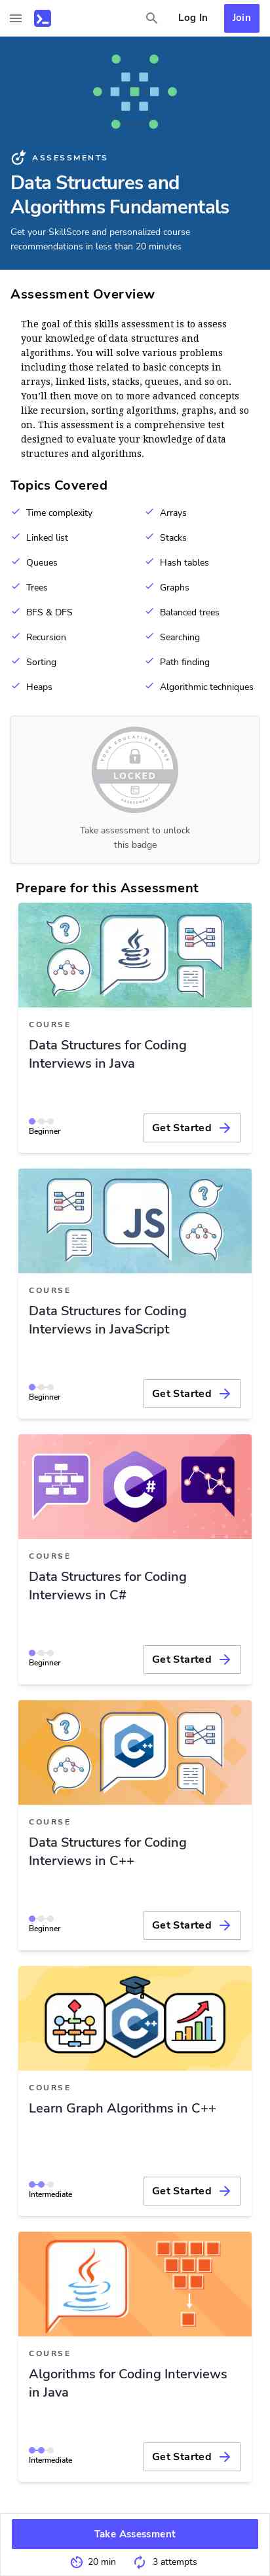 Log In
Join
ASSESSMENTS
Data Structures and
Algorithms Fundamentals
Get your SkillScore and personalized course
recommendations in less than 20 minutes
Assessment Overview
The goal of this skills assessment is to assess
your knowledge of data structures and
algorithms. You will solve various problems
including those related to basic concepts in
arrays, linked lists, stacks, queues, and so on.
You'll then move on to more advanced concepts
like recursion, sorting algorithms, graphs, and so
on. This assessment is a comprehensive test
designed to evaluate your knowledge of data
structures and algorithms.
Topics Covered
Time complexity
Arrays
Linked list
Stacks
Queues
Hash tables
Trees
Graphs
BFS & DFS
Balanced trees
Recursion
Searching
Sorting
Path finding
Heaps
Algorithmic techniques
YOUR EDUCATIVE BADGE
LOCKED
ASSESSMENT
Take assessment to unlock
this badge
Prepare for this Assessment
COURSE
Data Structures for Coding
Interviews in Java
Beginner
Get Started
JS
COURSE
Data Structures for Coding
Interviews in JavaScript
Beginner
Get Started
C#
COURSE
Data Structures for Coding
Interviews in C#
Beginner
Get Started
C++
COURSE
Data Structures for Coding
Interviews in C++
Beginner
Get Started
C++
COURSE
Learn Graph Algorithms in C++
Intermediate
Get Started
COURSE
Algorithms for Coding Interviews
in Java
Intermediate
Get Started
Take Assessment
20 min
3 attempts